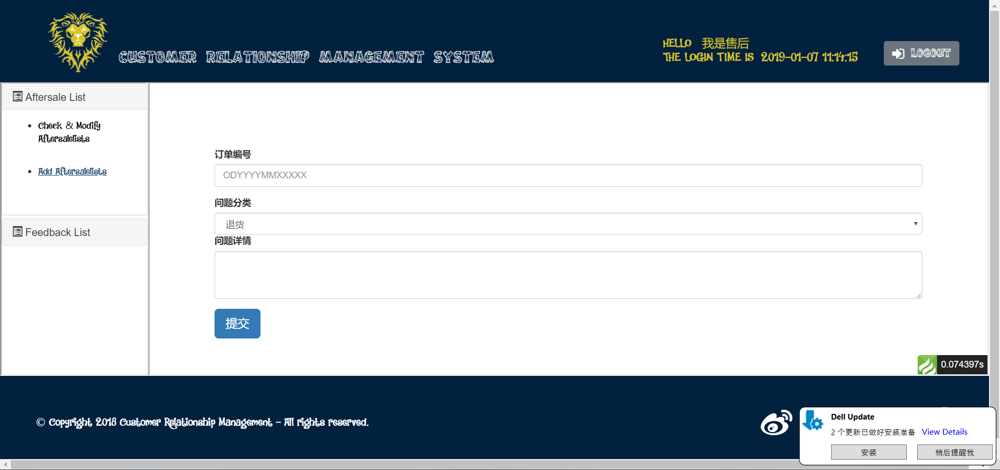 CUSTOMER RELATIONSHIP MANAGEMENT SYSTEM
HELLO 我是售后
THE LOGIN TIME IS 2019-01-07 11:14:15
LOGOUT
Aftersale List
Check & Modify
Aftersalelists
Add Aftersalelists
Feedback List
订单编号
ODYYYYMMXXXXX
问题分类
退货
问题详情
提交
0.074397s
© Copyright 2018 Customer Relationship Management - All rights reserved.
Dell Update
2 个更新已做好安装准备 View Details
安装
稍后提醒我